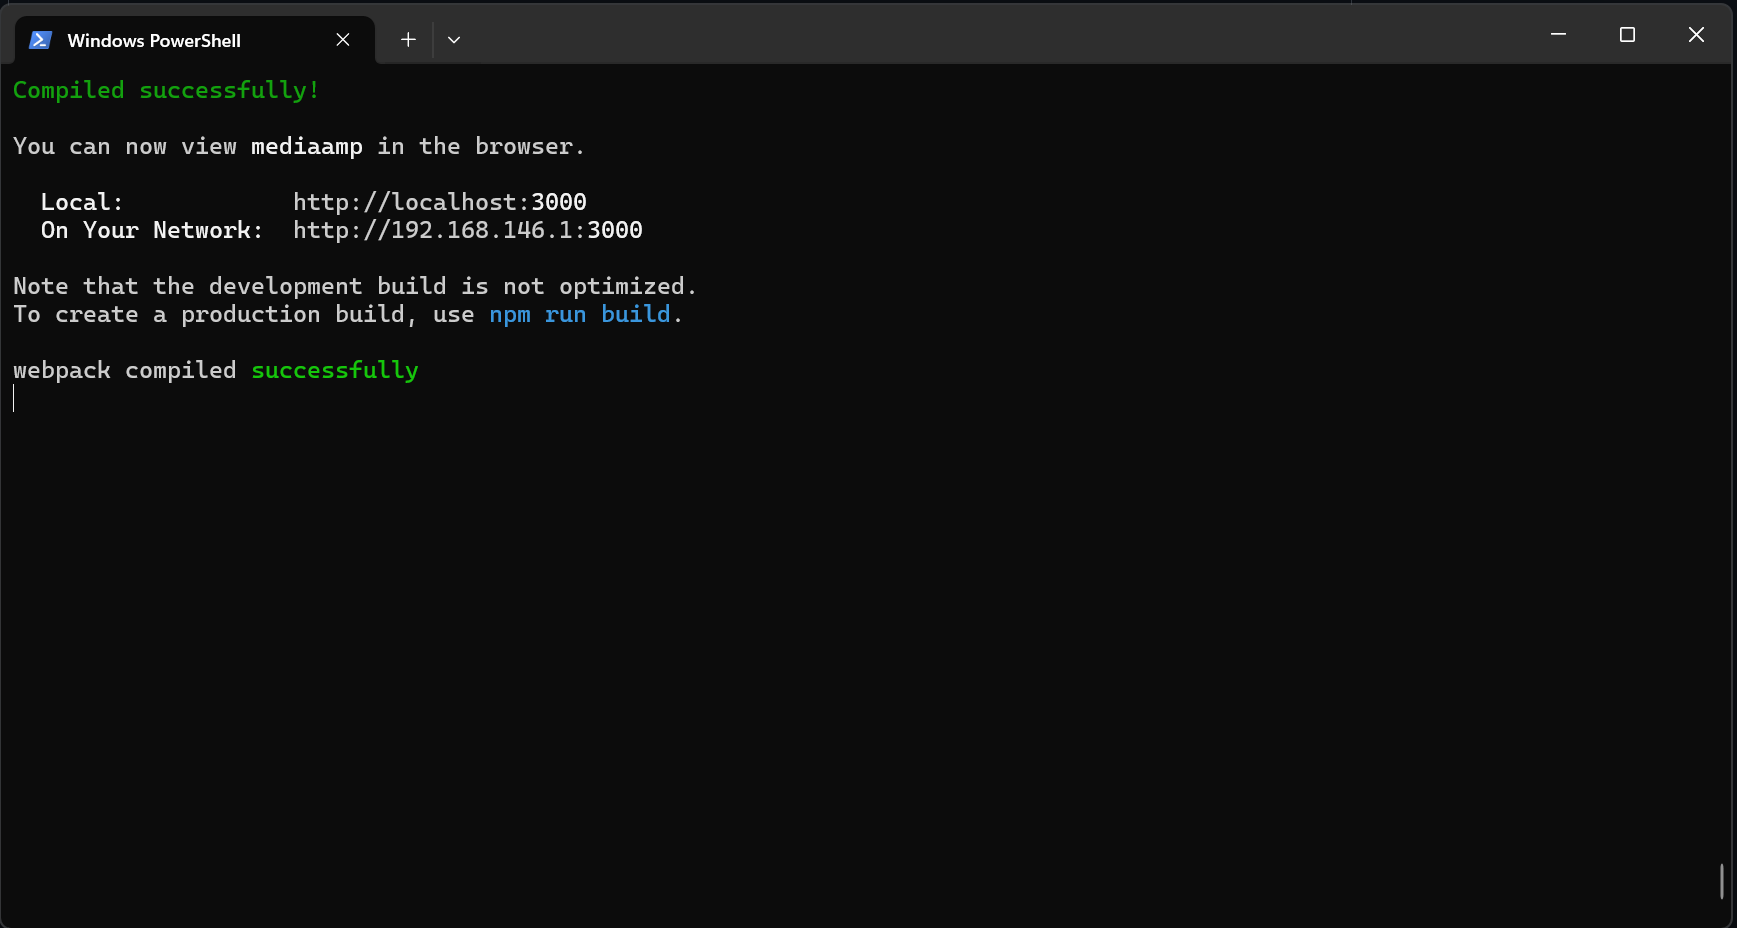 Windows PowerShell
Compiled successfully!
You can now view mediaamp in the browser.
Local:            http://localhost:3000
On Your Network:  http://192.168.146.1:3000
Note that the development build is not optimized.
To create a production build, use npm run build.
webpack compiled successfully